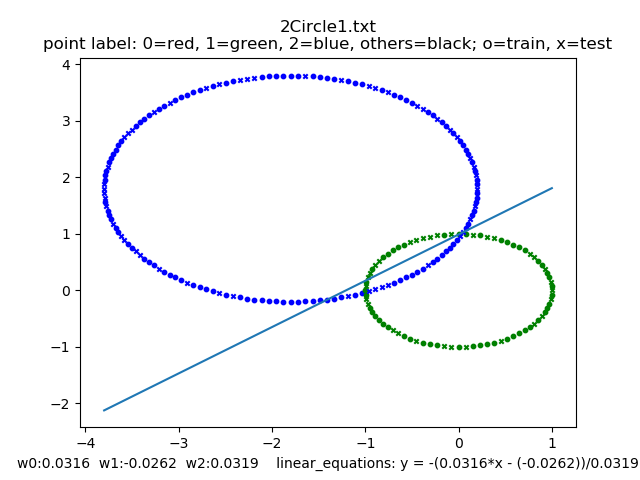 2Circle1.txt
point label: 0=red, 1=green, 2=blue, others=black; o=train, x=test
4
3
2
1
0
−1
−2
−4 −3 −2 −1 0 1
w0:0.0316 w1:-0.0262 w2:0.0319 linear_equations: y = -(0.0316*x - (-0.0262))/0.0319